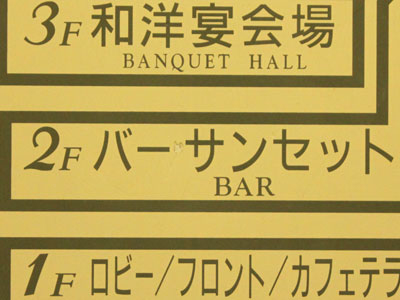 3F 和洋宴会場
BANQUET HALL
2F バーサンセット
BAR
1F ロビー/フロント/カフェテラ